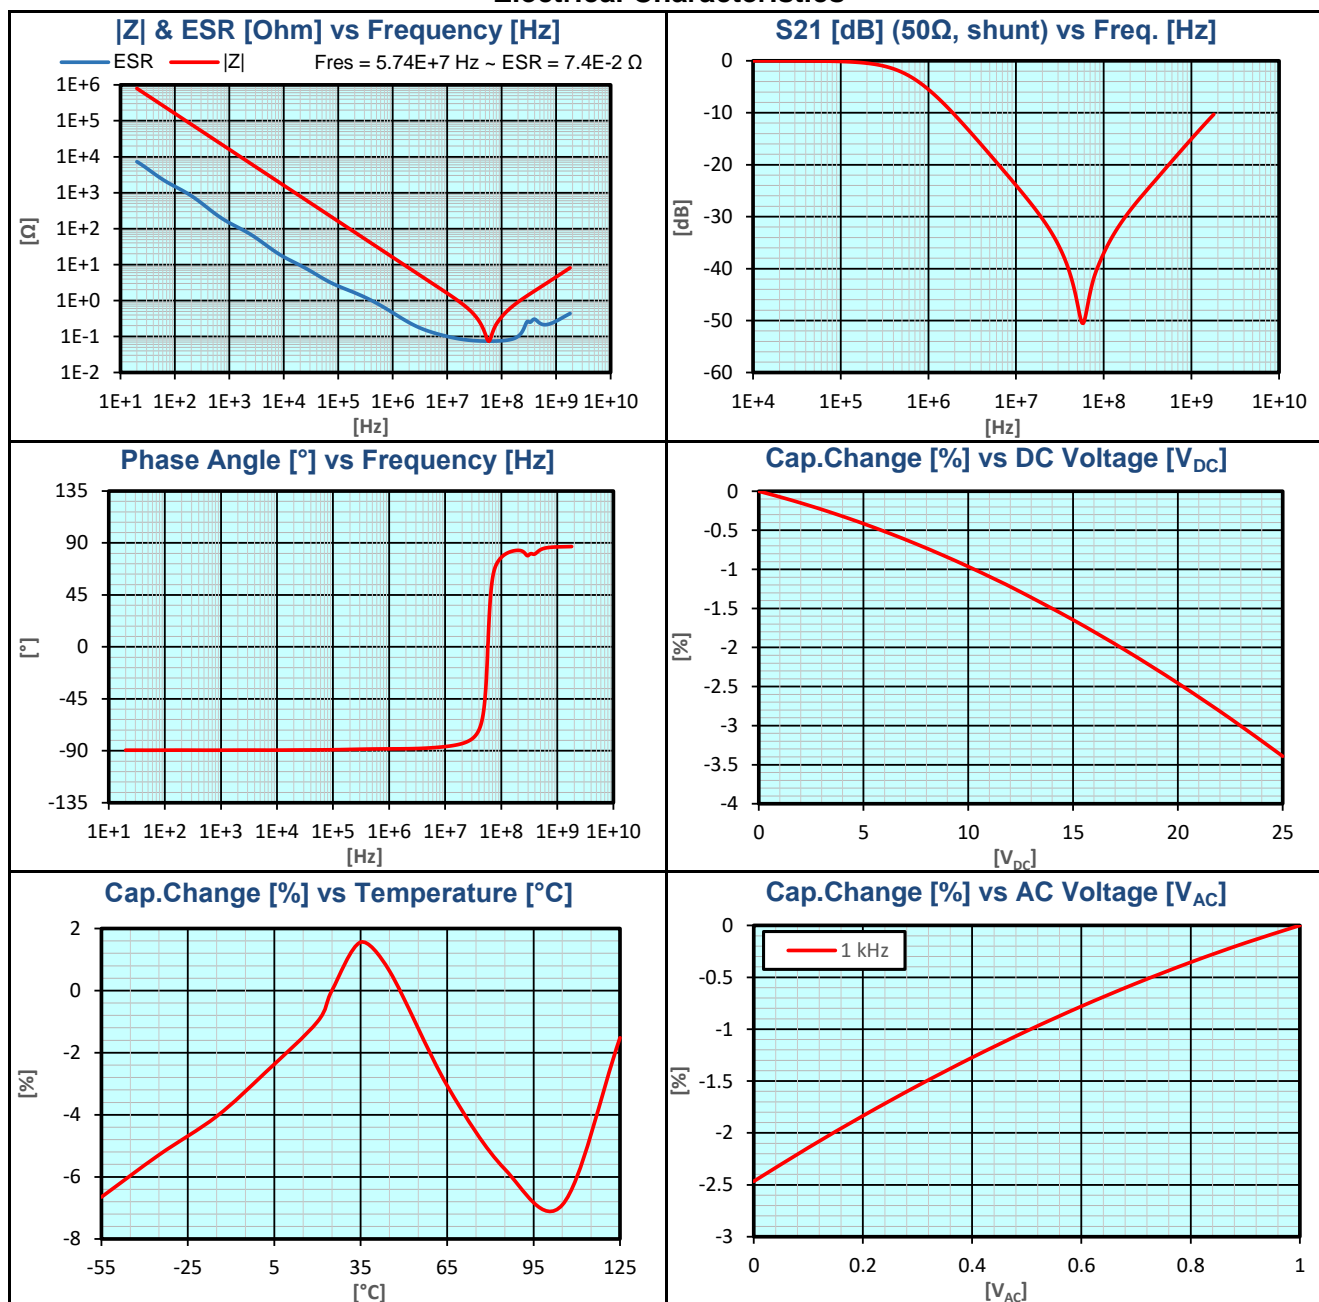 Electrical Characteristics
|Z| & ESR [Ohm] vs Frequency [Hz]
ESR |Z| Fres = 5.74E+7 Hz ~ ESR = 7.4E-2 Ω
1E+6
1E+5
1E+4
1E+3
1E+2
1E+1
1E+0
1E-1
1E-2
[Ω]
1E+1 1E+2 1E+3 1E+4 1E+5 1E+6 1E+7 1E+8 1E+9 1E+10
[Hz]
S21 [dB] (50Ω, shunt) vs Freq. [Hz]
0
-10
-20
-30
-40
-50
-60
[dB]
1E+4 1E+5 1E+6 1E+7 1E+8 1E+9 1E+10
[Hz]
Phase Angle [°] vs Frequency [Hz]
135
90
45
0
-45
-90
-135
[°]
1E+1 1E+2 1E+3 1E+4 1E+5 1E+6 1E+7 1E+8 1E+9 1E+10
[Hz]
Cap.Change [%] vs DC Voltage [VDC]
0
-0.5
-1
-1.5
-2
-2.5
-3
-3.5
-4
[%]
0 5 10 15 20 25
[VDC]
Cap.Change [%] vs Temperature [°C]
2
0
-2
-4
-6
-8
[%]
-55 -25 5 35 65 95 125
[°C]
Cap.Change [%] vs AC Voltage [VAC]
1 kHz
0
-0.5
-1
-1.5
-2
-2.5
-3
[%]
0 0.2 0.4 0.6 0.8 1
[VAC]